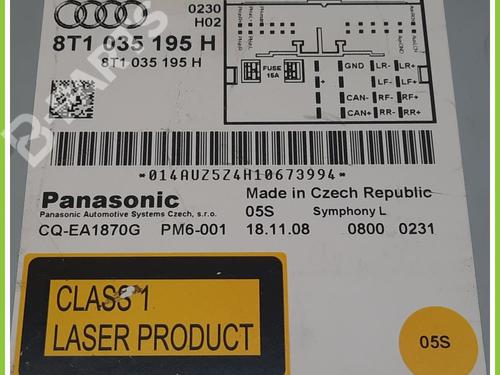 0230
H02
8T1 035 195 H
8T1 035 195 H
FUSE
15A
GND LR- LR+
+ LF- LF+
CAN- RF- RF+
CAN+ RR- RR+
*014AUZ5Z4H10673994*
Panasonic
Panasonic Automotive Systems Czech, s.r.o.
CQ-EA1870G PM6-001
Made in Czech Republic
05S Symphony L
18.11.08 0800 0231
CLASS 1
LASER PRODUCT
05S
B-PARTS